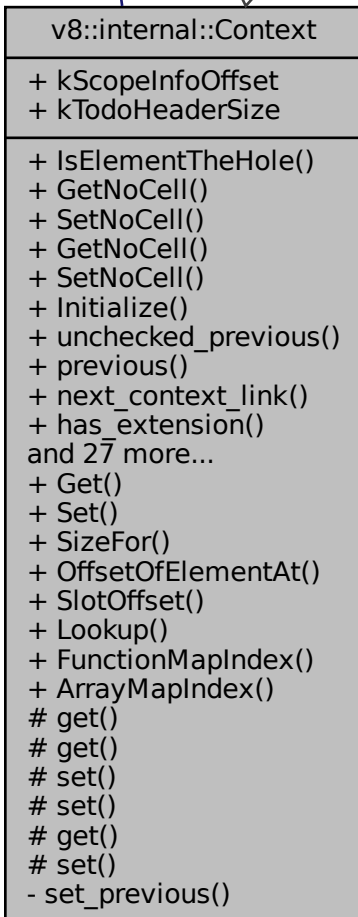 v8::internal::Context
+ kScopeInfoOffset
+ kTodoHeaderSize
+ IsElementTheHole()
+ GetNoCell()
+ SetNoCell()
+ GetNoCell()
+ SetNoCell()
+ Initialize()
+ unchecked_previous()
+ previous()
+ next_context_link()
+ has_extension()
and 27 more...
+ Get()
+ Set()
+ SizeFor()
+ OffsetOfElementAt()
+ SlotOffset()
+ Lookup()
+ FunctionMapIndex()
+ ArrayMapIndex()
# get()
# get()
# set()
# set()
# get()
# set()
- set_previous()